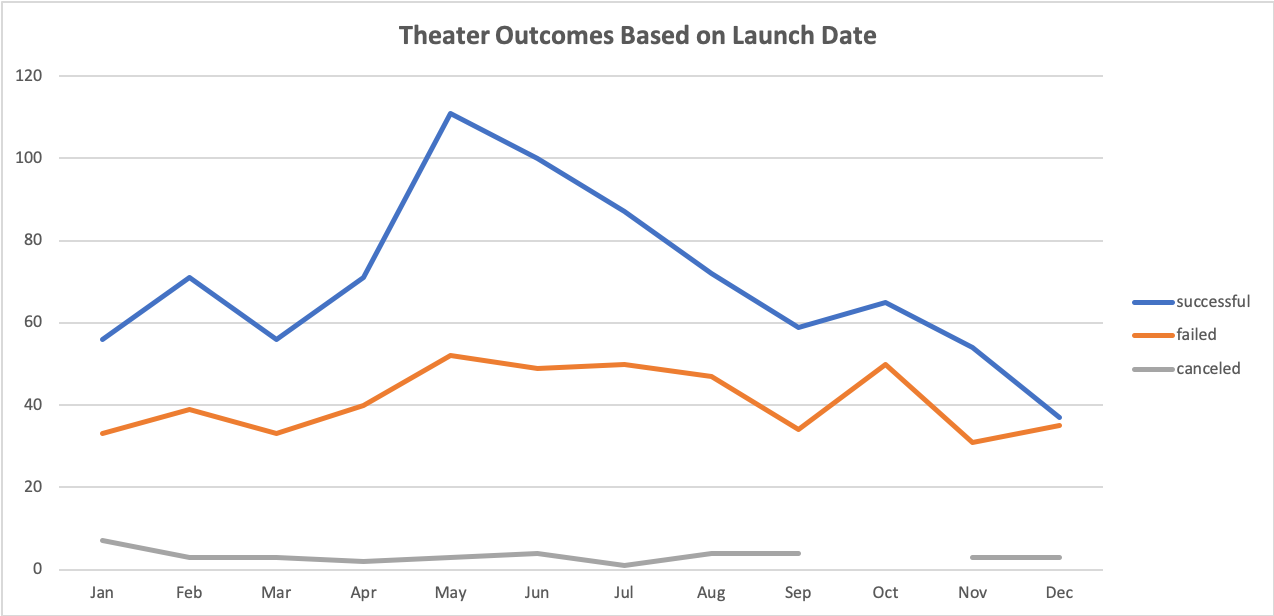 Theater Outcomes Based on Launch Date
120
100
80
60
40
20
0
Jan Feb Mar Apr May Jun Jul Aug Sep Oct Nov Dec
successful
failed
canceled